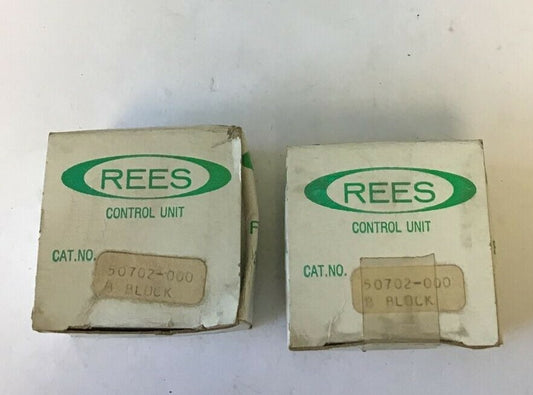 REES
CONTROL UNIT
CAT.NO.
50702-000
B BLOCK
F
REES
CONTROL UNIT
CAT.NO.
50702-000
B BLOCK